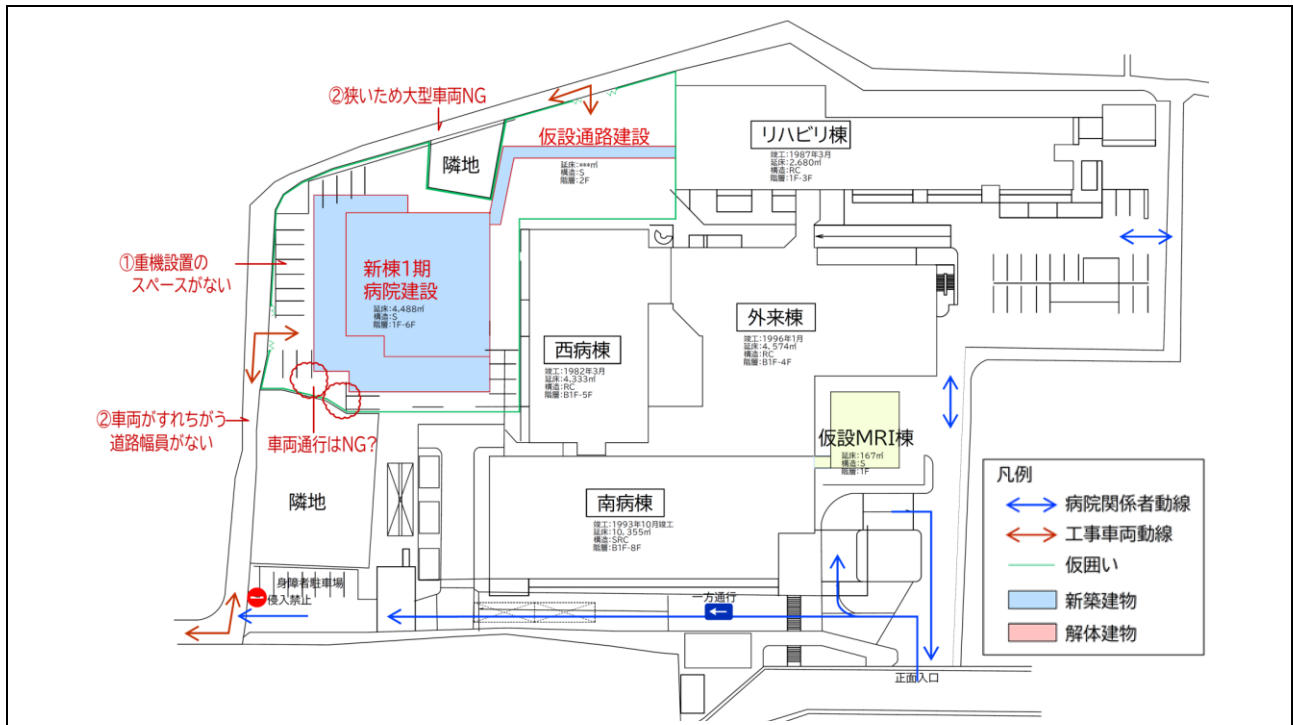 ②狭いため大型車両NG
仮設通路建設
延床:***㎡
構造:S
階層:2F
隣地
リハビリ棟
竣工:1987年3月
延床:2,680㎡
構造:RC
階層:1F-3F
①重機設置の
スペースがない
新棟1期
病院建設
延床:4,488㎡
構造:S
階層:1F-6F
西病棟
竣工:1982年3月
延床:4,333㎡
構造:RC
階層:B1F-5F
外来棟
竣工:1996年1月
延床:4,574㎡
構造:RC
階層:B1F-4F
②車両がすれちがう
道路幅員がない
車両通行はNG?
仮設MRI棟
延床:167㎡
構造:S
階層:1F
隣地
南病棟
竣工:1993年10月竣工
延床:10,355㎡
構造:SRC
階層:B1F-8F
身障者駐車場
侵入禁止
一方通行
正面入口
凡例
病院関係者動線
工事車両動線
仮囲い
新築建物
解体建物